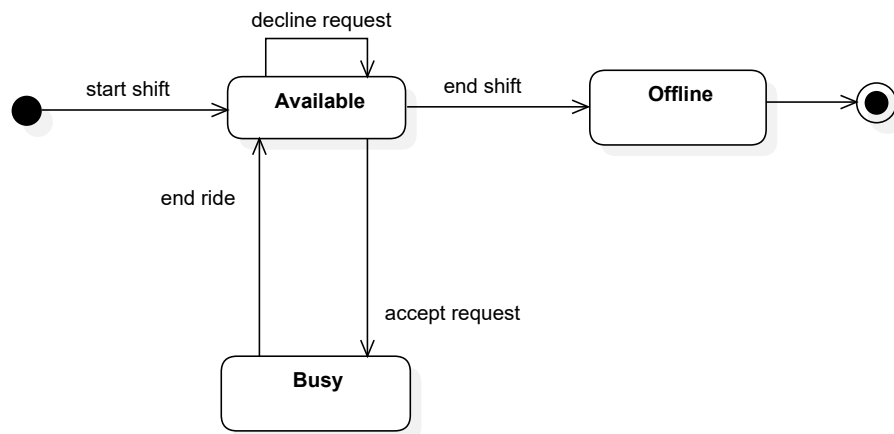 decline request
start shift
Available
end shift
Offline
end ride
accept request
Busy